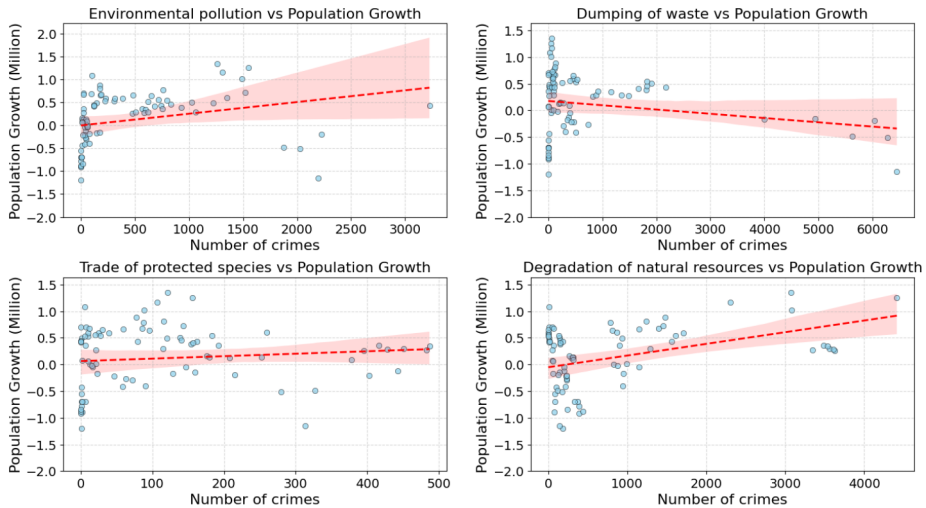 Environmental pollution vs Population Growth
Population Growth (Million)
2.0
1.5
1.0
0.5
0.0
−0.5
−1.0
−1.5
−2.0
0 500 1000 1500 2000 2500 3000
Number of crimes
Dumping of waste vs Population Growth
Population Growth (Million)
1.5
1.0
0.5
0.0
−0.5
−1.0
−1.5
−2.0
0 1000 2000 3000 4000 5000 6000
Number of crimes
Trade of protected species vs Population Growth
Population Growth (Million)
1.5
1.0
0.5
0.0
−0.5
−1.0
−1.5
−2.0
0 100 200 300 400 500
Number of crimes
Degradation of natural resources vs Population Growth
Population Growth (Million)
1.5
1.0
0.5
0.0
−0.5
−1.0
−1.5
−2.0
0 1000 2000 3000 4000
Number of crimes